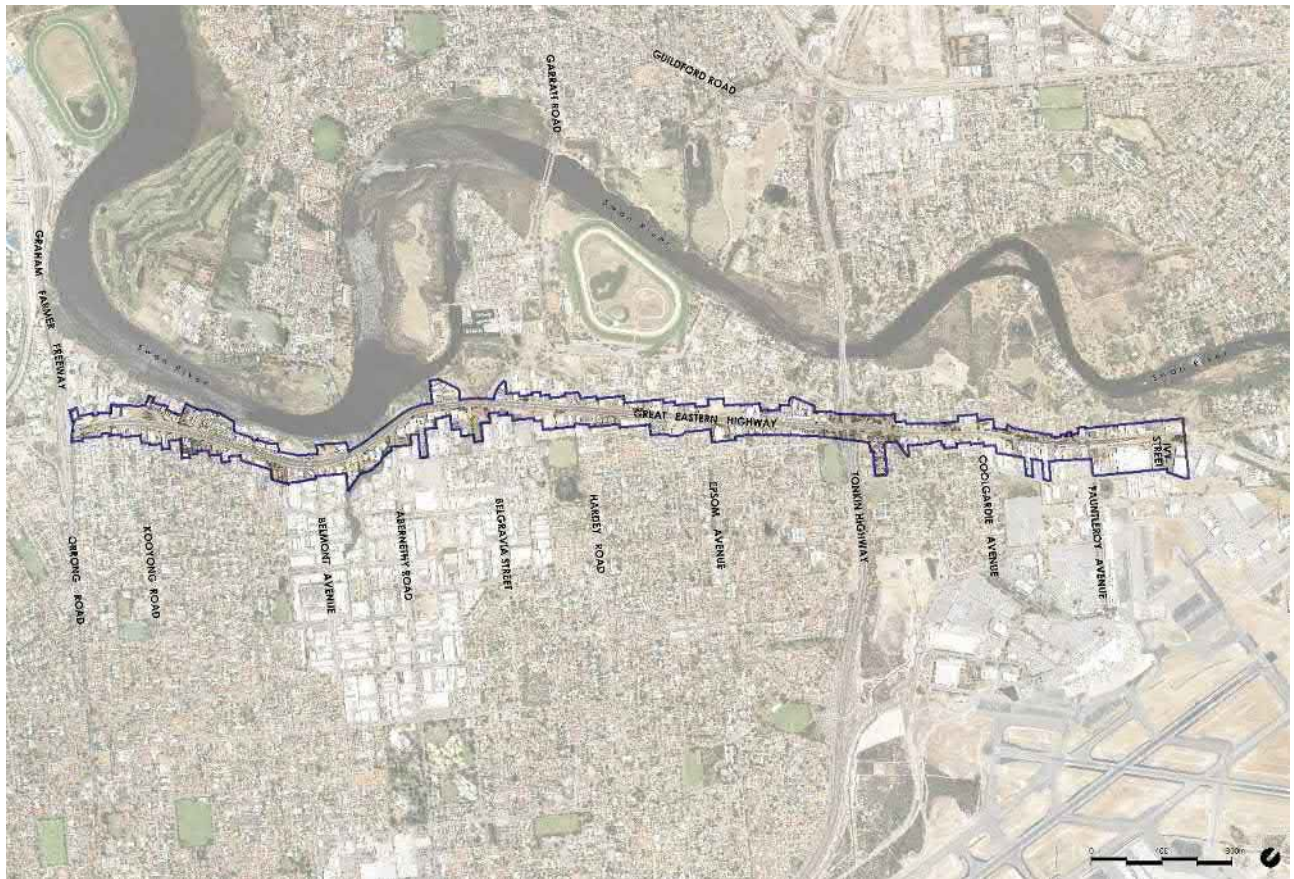 GUILDFORD ROAD
GARRATT ROAD
Swan River
GRAHAM FARMER FREEWAY
Swan River
Swan River
GREAT EASTERN HIGHWAY
IVY STREET
ORRONG ROAD
KOOYONG ROAD
BELMONT AVENUE
ABERNETHY ROAD
BELGRAVIA STREET
HARDEY ROAD
EPSOM AVENUE
TONKIN HIGHWAY
COOLGARDIE AVENUE
FAUNTLEROY AVENUE
0